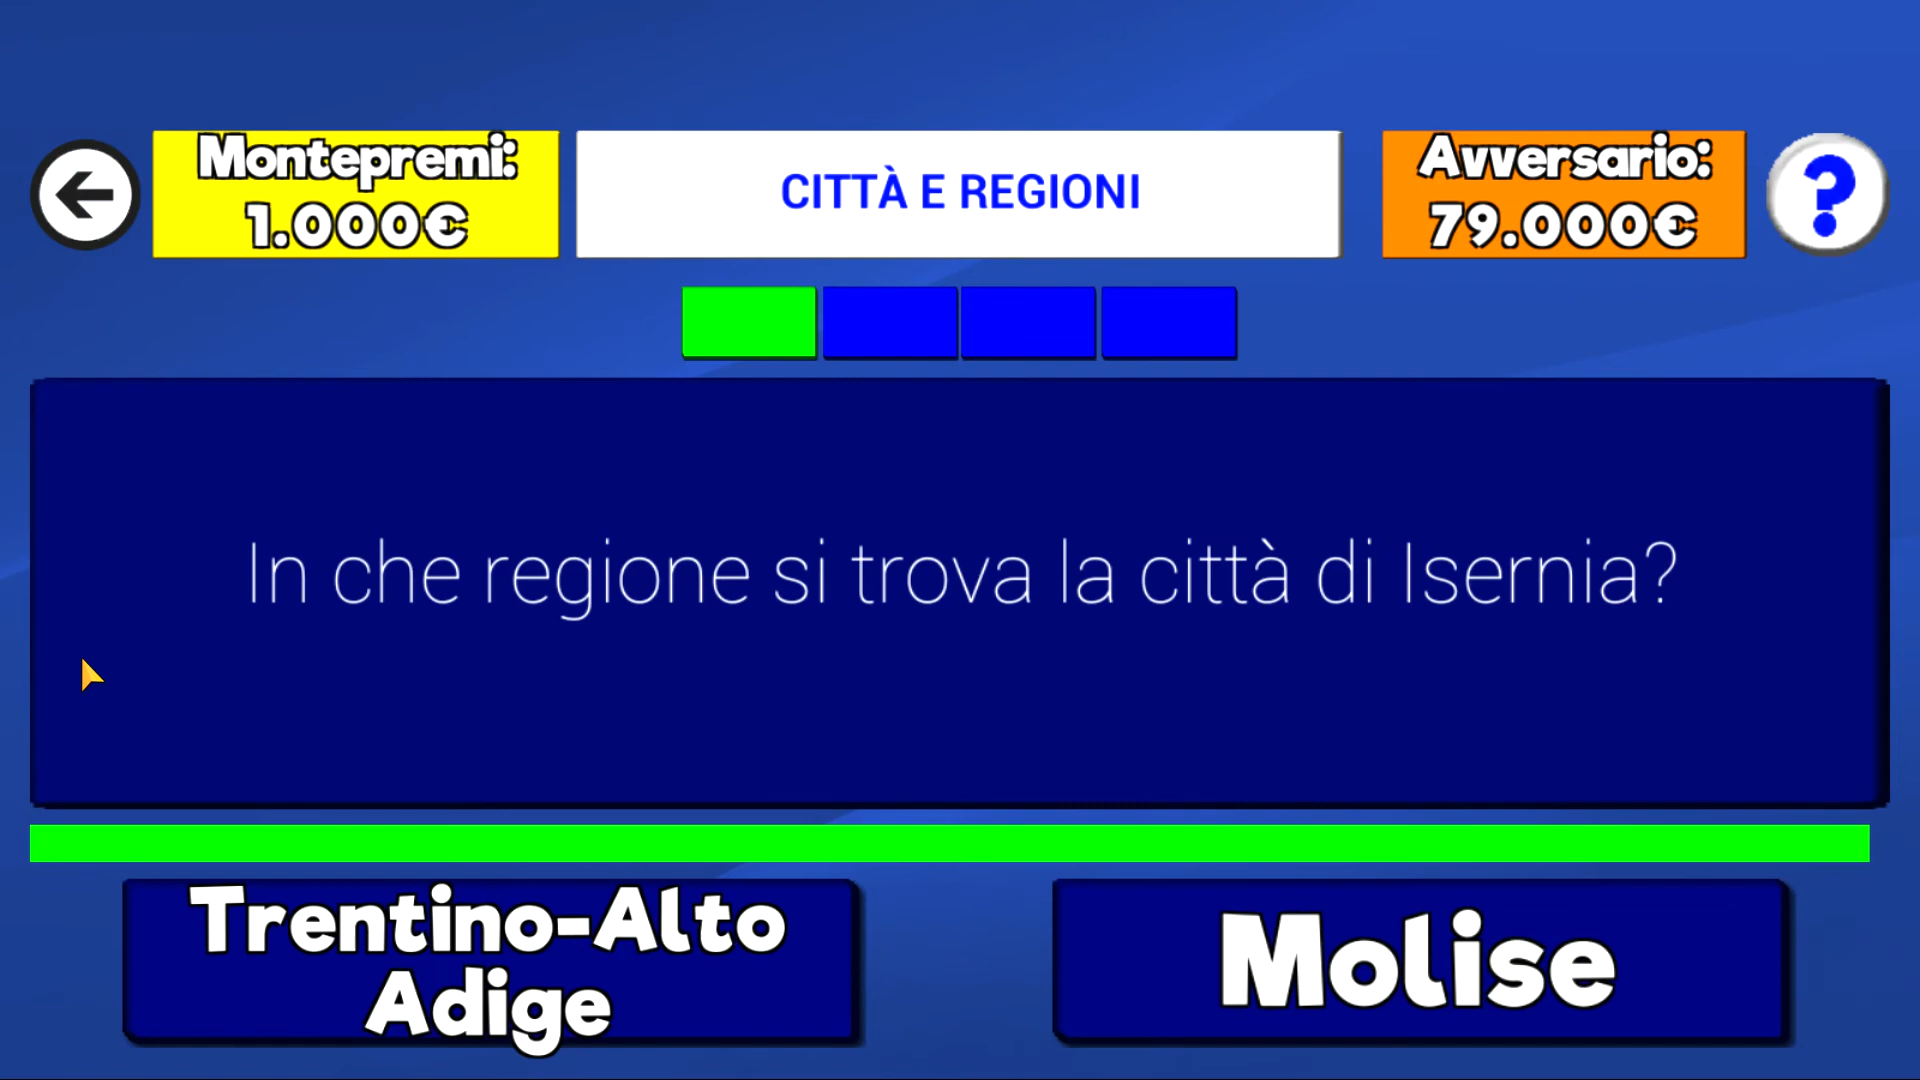 Montepremi:
1.000€
CITTÀ E REGIONI
Avversario:
79.000€
?
In che regione si trova la città di Isernia?
Trentino-Alto
Adige
Molise